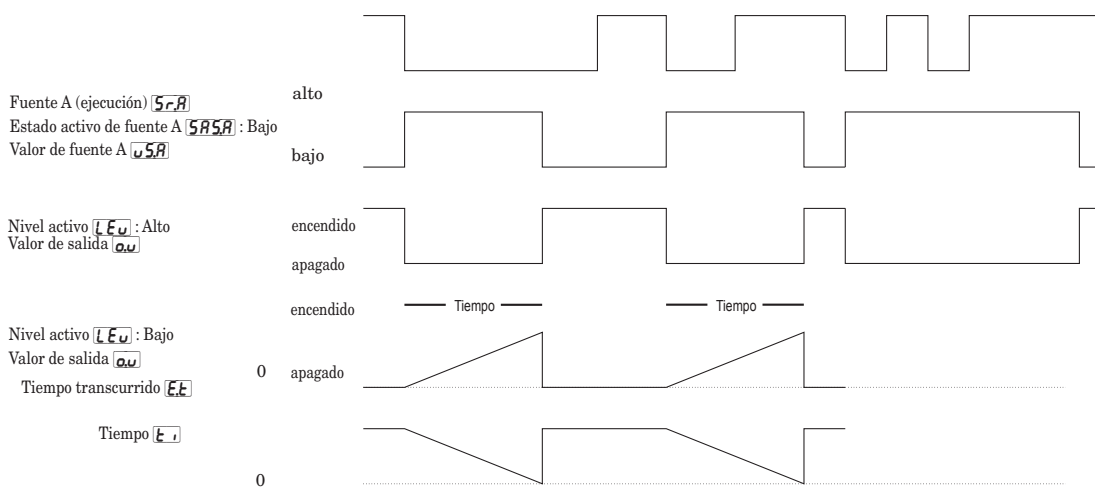 alto
Fuente A (ejecución) Sr.A
Estado activo de fuente A SAS.A : Bajo
Valor de fuente A uS.A
bajo
Nivel activo LEu : Alto
Valor de salida o.u
encendido
apagado
encendido
Tiempo
Tiempo
Nivel activo LEu : Bajo
Valor de salida o.u
0
apagado
Tiempo transcurrido E.t
Tiempo t i
0